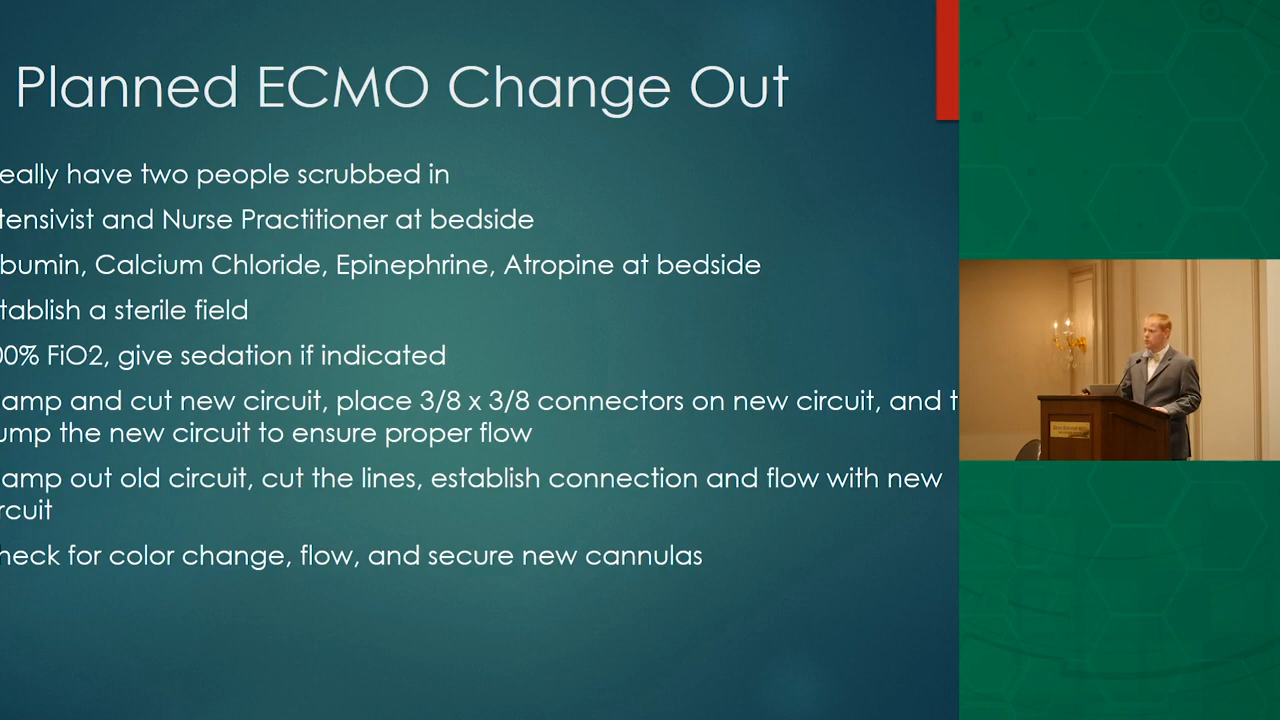 Planned ECMO Change Out
eally have two people scrubbed in
tensivist and Nurse Practitioner at bedside
bumin, Calcium Chloride, Epinephrine, Atropine at bedside
tablish a sterile field
00% FiO2, give sedation if indicated
amp and cut new circuit, place 3/8 x 3/8 connectors on new circuit, and t
ump the new circuit to ensure proper flow
amp out old circuit, cut the lines, establish connection and flow with new
rcuit
heck for color change, flow, and secure new cannulas